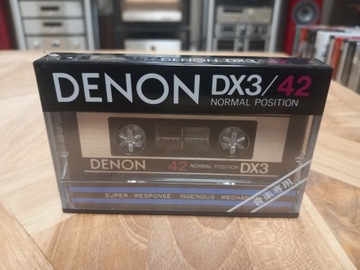 DENON DX3/42
NORMAL POSITION
DENON 42 NORMAL POSITION DX3
SUPER RESPONSE INGENIOUS MECHANISM
音楽専用